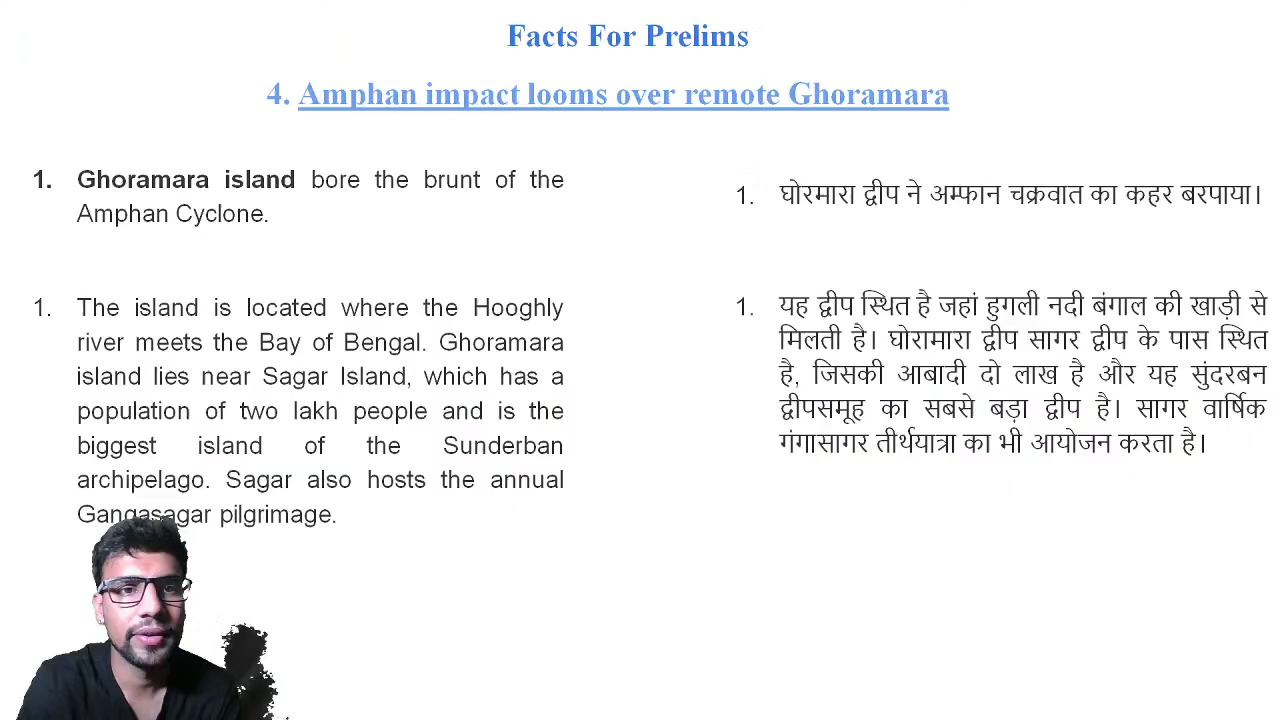 Facts For Prelims
4. Amphan impact looms over remote Ghoramara
1. Ghoramara island bore the brunt of the
Amphan Cyclone.
1. The island is located where the Hooghly
river meets the Bay of Bengal. Ghoramara
island lies near Sagar Island, which has a
population of two lakh people and is the
biggest island of the Sunderban
archipelago. Sagar also hosts the annual
Gangasagar pilgrimage.
1. घोरमारा द्वीप ने अम्फान चक्रवात का कहर बरपाया।
1. यह द्वीप स्थित है जहां हुगली नदी बंगाल की खाड़ी से
मिलती है। घोरामारा द्वीप सागर द्वीप के पास स्थित
है, जिसकी आबादी दो लाख है और यह सुंदरबन
द्वीपसमूह का सबसे बड़ा द्वीप है। सागर वार्षिक
गंगासागर तीर्थयात्रा का भी आयोजन करता है।